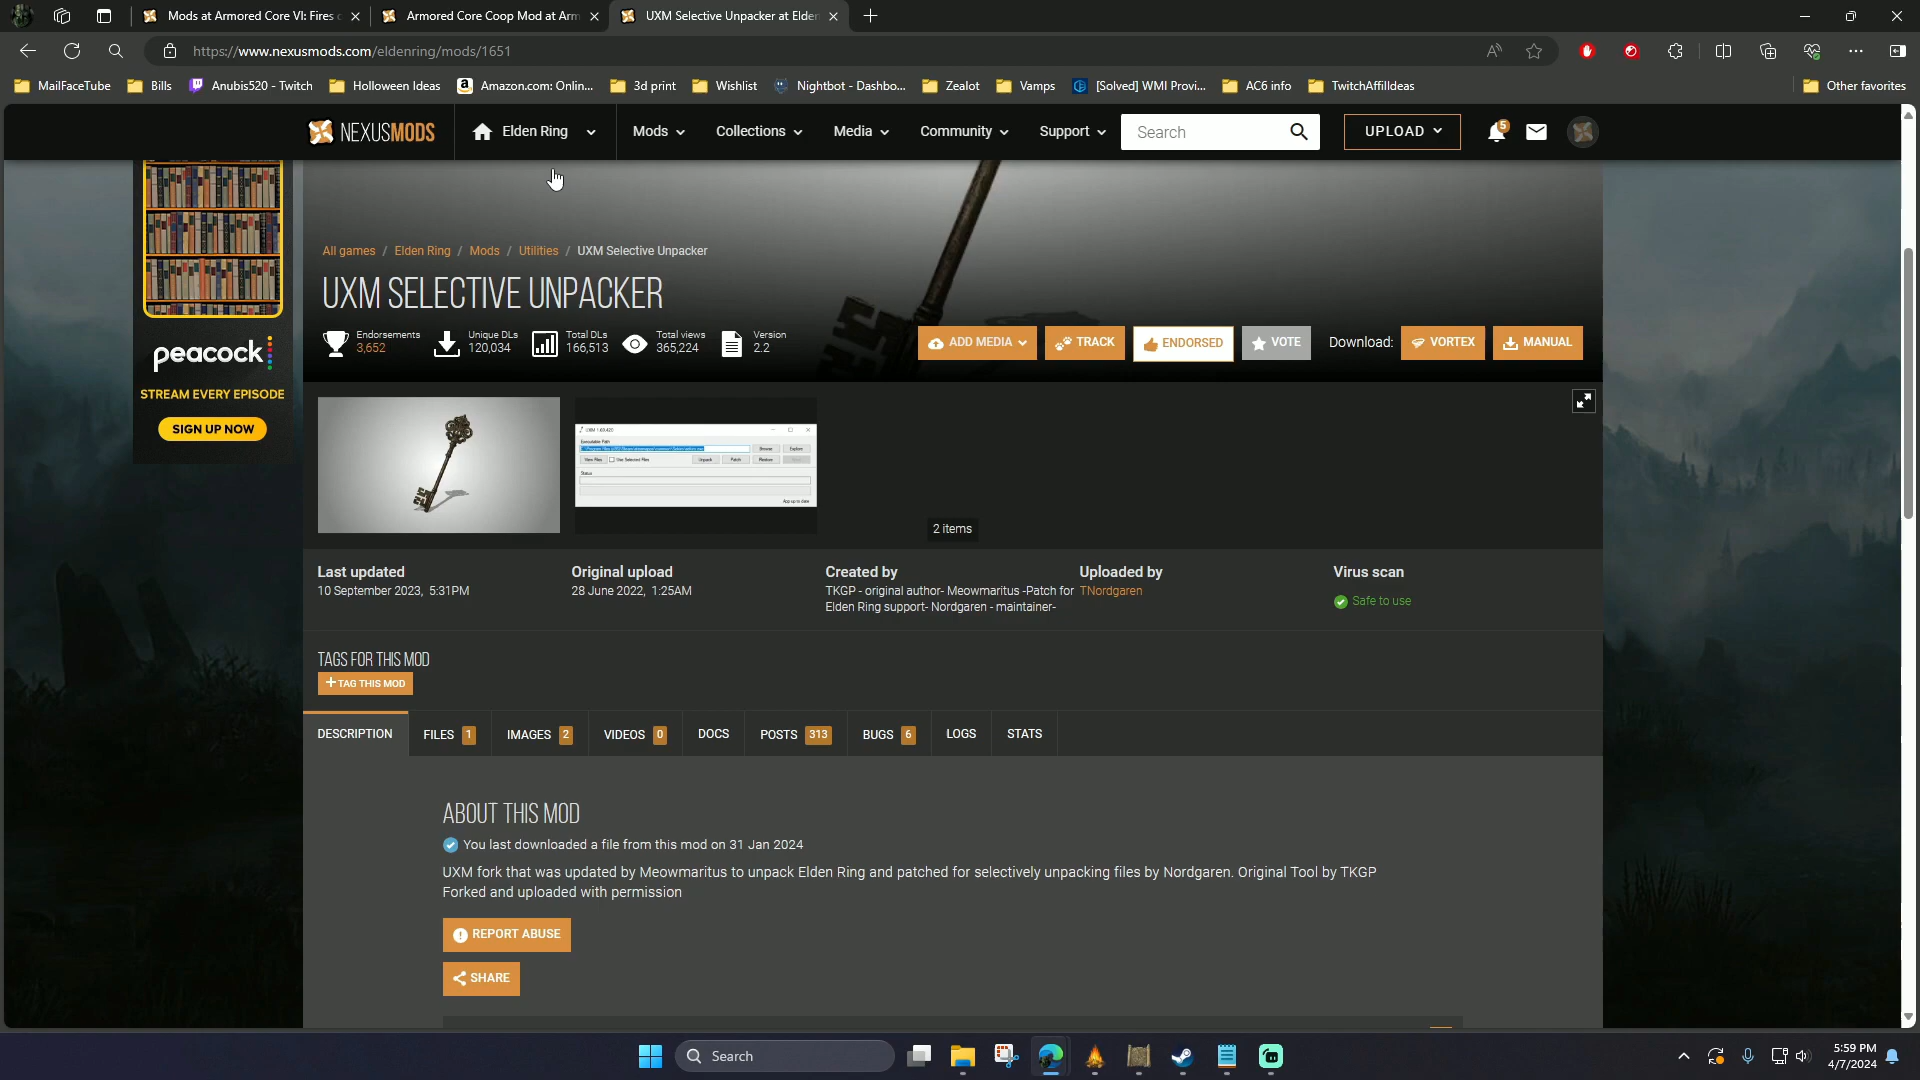 Mods at Armored Core VI: Fires
Armored Core Coop Mod at Arm
UXM Selective Unpacker at Elde
https://www.nexusmods.com/eldenring/mods/1651
MailFaceTube
Bills
Anubis520 - Twitch
Holloween Ideas
Amazon.com: Onlin...
3d print
Wishlist
Nightbot - Dashbo...
Zealot
Vamps
[Solved] WMI Provi...
AC6 info
TwitchAffilIdeas
Other favorites
NEXUSMODS
Elden Ring
Mods
Collections
Media
Community
Support
Search
UPLOAD
5
All games / Elden Ring / Mods / Utilities / UXM Selective Unpacker
UXM SELECTIVE UNPACKER
Endorsements
3,652
Unique DLs
120,034
Total DLs
166,513
Total views
365,224
Version
2.2
ADD MEDIA
TRACK
ENDORSED
VOTE
Download:
VORTEX
MANUAL
peacock
STREAM EVERY EPISODE
SIGN UP NOW
2 items
Last updated
10 September 2023, 5:31PM
Original upload
28 June 2022, 1:25AM
Created by
TKGP - original author- Meowmaritus -Patch for
Elden Ring support- Nordgaren - maintainer-
Uploaded by
TNordgaren
Virus scan
Safe to use
TAGS FOR THIS MOD
+ TAG THIS MOD
DESCRIPTION
FILES 1
IMAGES 2
VIDEOS 0
DOCS
POSTS 313
BUGS 6
LOGS
STATS
ABOUT THIS MOD
You last downloaded a file from this mod on 31 Jan 2024
UXM fork that was updated by Meowmaritus to unpack Elden Ring and patched for selectively unpacking files by Nordgaren. Original Tool by TKGP
Forked and uploaded with permission
REPORT ABUSE
SHARE
Search
5:59 PM
4/7/2024